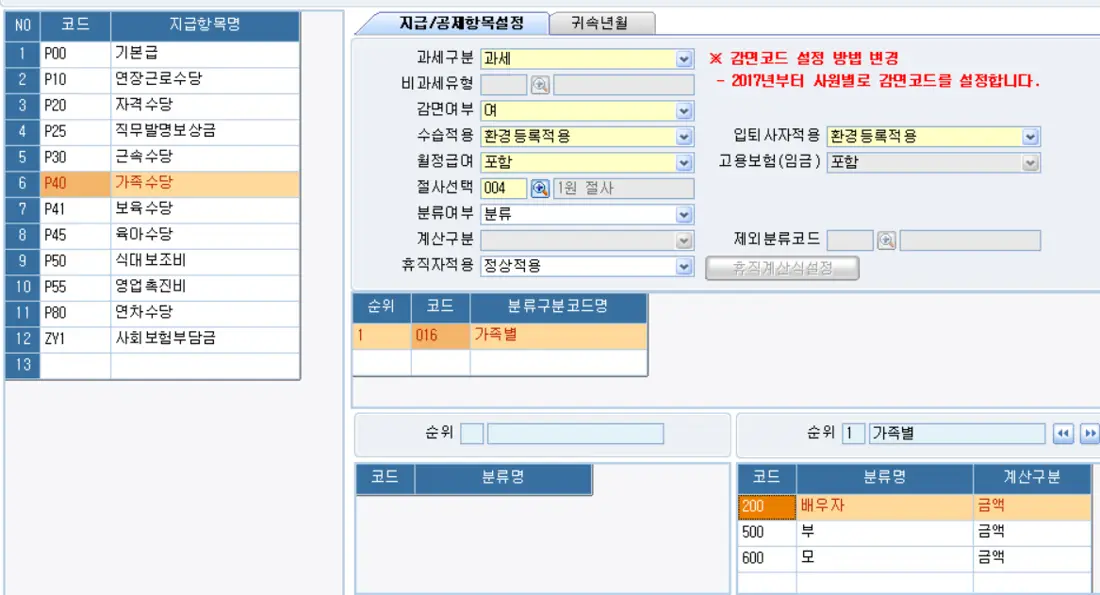 NO 코드 지급항목명
1 P00 기본급
2 P10 연장근로수당
3 P20 자격수당
4 P25 직무발명보상금
5 P30 근속수당
6 P40 가족수당
7 P41 보육수당
8 P45 육아수당
9 P50 식대보조비
10 P55 영업촉진비
11 P80 연차수당
12 ZY1 사회보험부담금
13
지급/공제항목설정 귀속년월
과세구분 과세
※ 감면코드 설정 방법 변경
비과세유형
- 2017년부터 사원별로 감면코드를 설정합니다.
감면여부 여
수습적용 환경등록적용 입퇴사자적용 환경등록적용
월정급여 포함 고용보험(임금) 포함
절사선택 004 1원 절사
분류여부 분류
계산구분 제외분류코드
휴직자적용 정상적용 휴직계산식설정
순위 코드 분류구분코드명
1 016 가족별
순위
순위 1 가족별
코드 분류명
코드 분류명 계산구분
200 배우자 금액
500 부 금액
600 모 금액